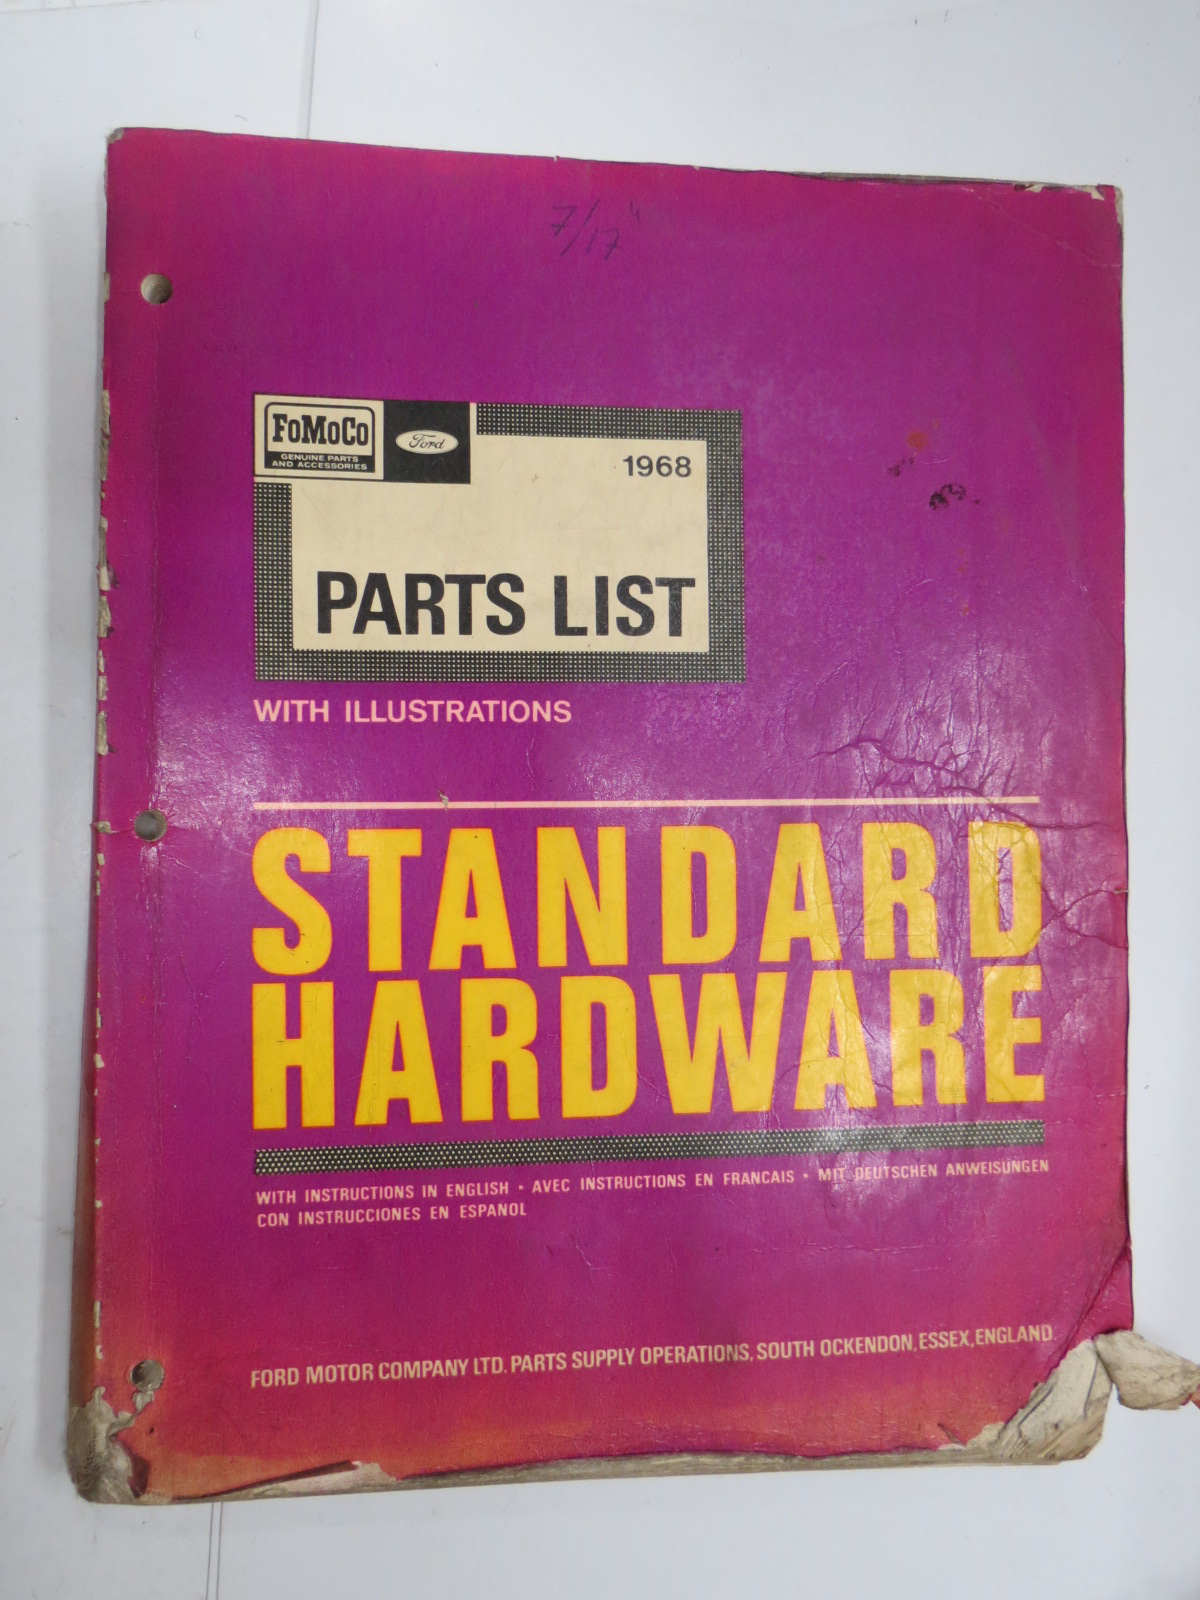 7/17"
FoMoCo
GENUINE PARTS
AND ACCESSORIES
Ford
1968
PARTS LIST
WITH ILLUSTRATIONS
STANDARD
HARDWARE
WITH INSTRUCTIONS IN ENGLISH • AVEC INSTRUCTIONS EN FRANCAIS • MIT DEUTSCHEN ANWEISUNGEN
CON INSTRUCCIONES EN ESPANOL
FORD MOTOR COMPANY LTD. PARTS SUPPLY OPERATIONS, SOUTH OCKENDON, ESSEX, ENGLAND.